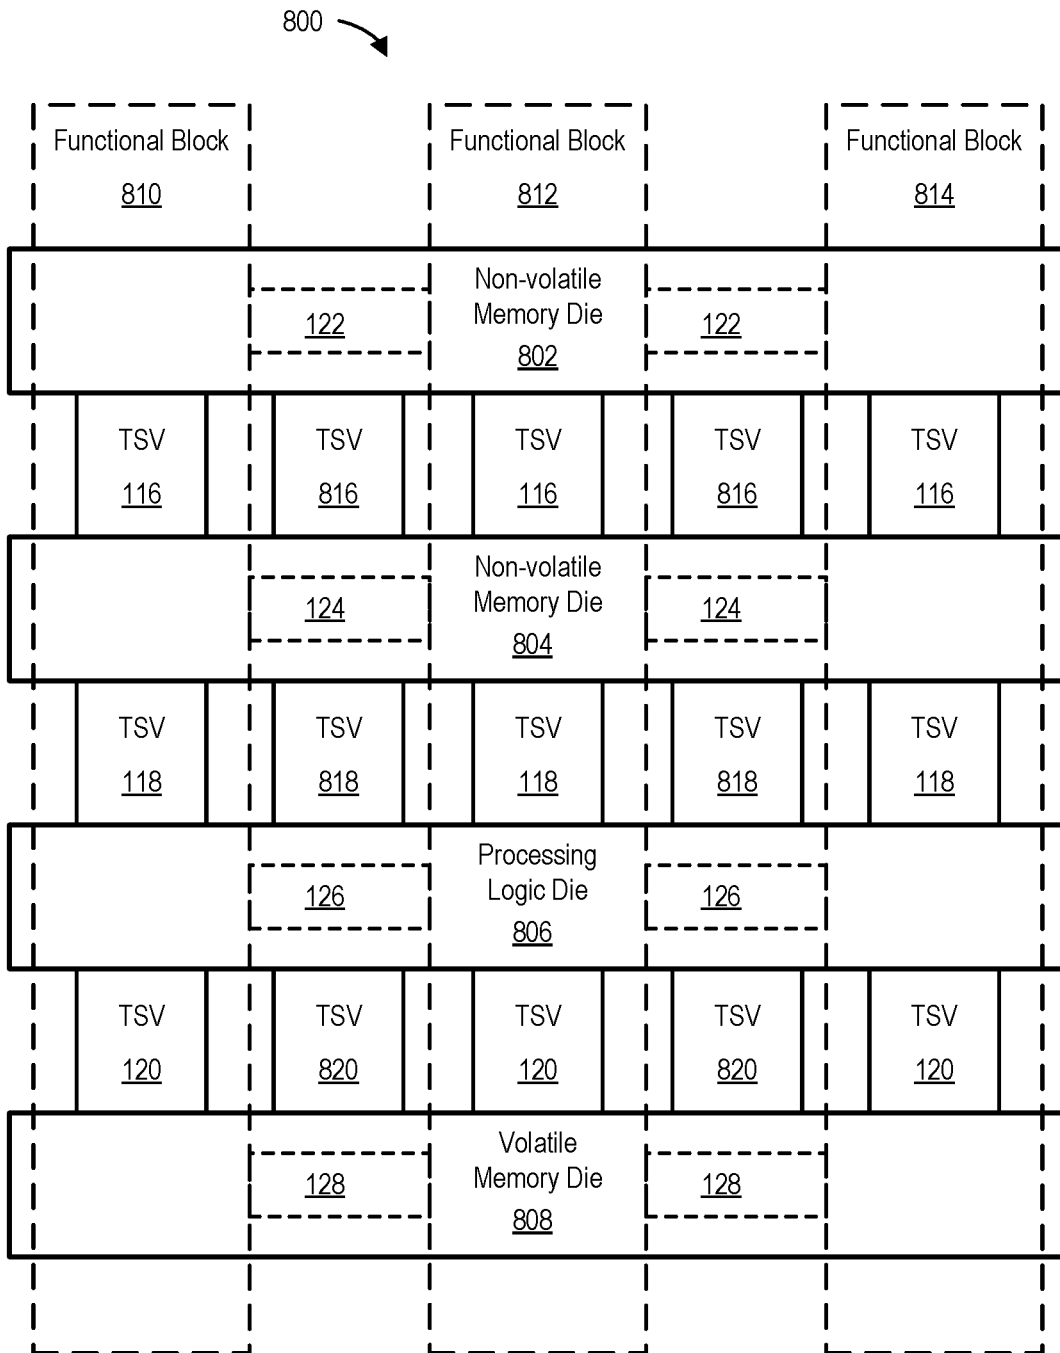 800
Functional Block
810
Functional Block
812
Functional Block
814
Non-volatile
Memory Die
802
122
122
TSV
116
TSV
816
TSV
116
TSV
816
TSV
116
Non-volatile
Memory Die
804
124
124
TSV
118
TSV
818
TSV
118
TSV
818
TSV
118
Processing
Logic Die
806
126
126
TSV
120
TSV
820
TSV
120
TSV
820
TSV
120
Volatile
Memory Die
808
128
128